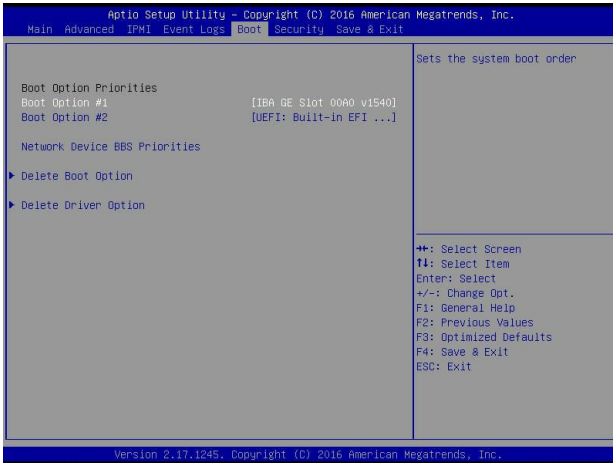 Aptio Setup Utility – Copyright (C) 2016 American Megatrends, Inc.
Main Advanced IPMI Event Logs Boot Security Save & Exit
Sets the system boot order
Boot Option Priorities
Boot Option #1 [IBA GE Slot 00A0 v1540]
Boot Option #2 [UEFI: Built-in EFI ...]
Network Device BBS Priorities
Delete Boot Option
Delete Driver Option
→←: Select Screen
↑↓: Select Item
Enter: Select
+/-: Change Opt.
F1: General Help
F2: Previous Values
F3: Optimized Defaults
F4: Save & Exit
ESC: Exit
Version 2.17.1245. Copyright (C) 2016 American Megatrends, Inc.